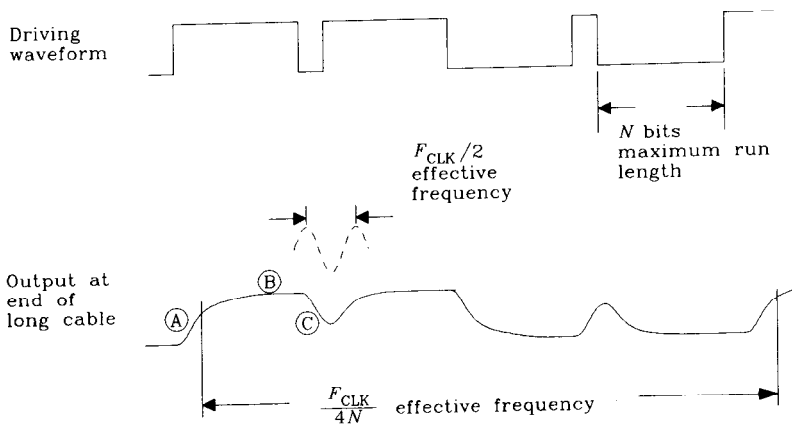 Driving
waveform
N bits
maximum run
length
F_CLK/2
effective
frequency
Output at
end of
long cable
A
B
C
F_CLK/4N effective frequency